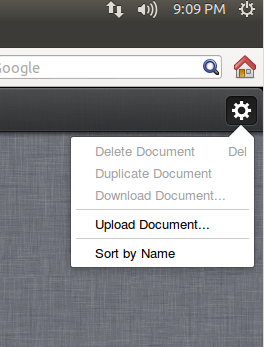 9:09 PM
Google
Delete Document Del
Duplicate Document
Download Document...
Upload Document...
Sort by Name